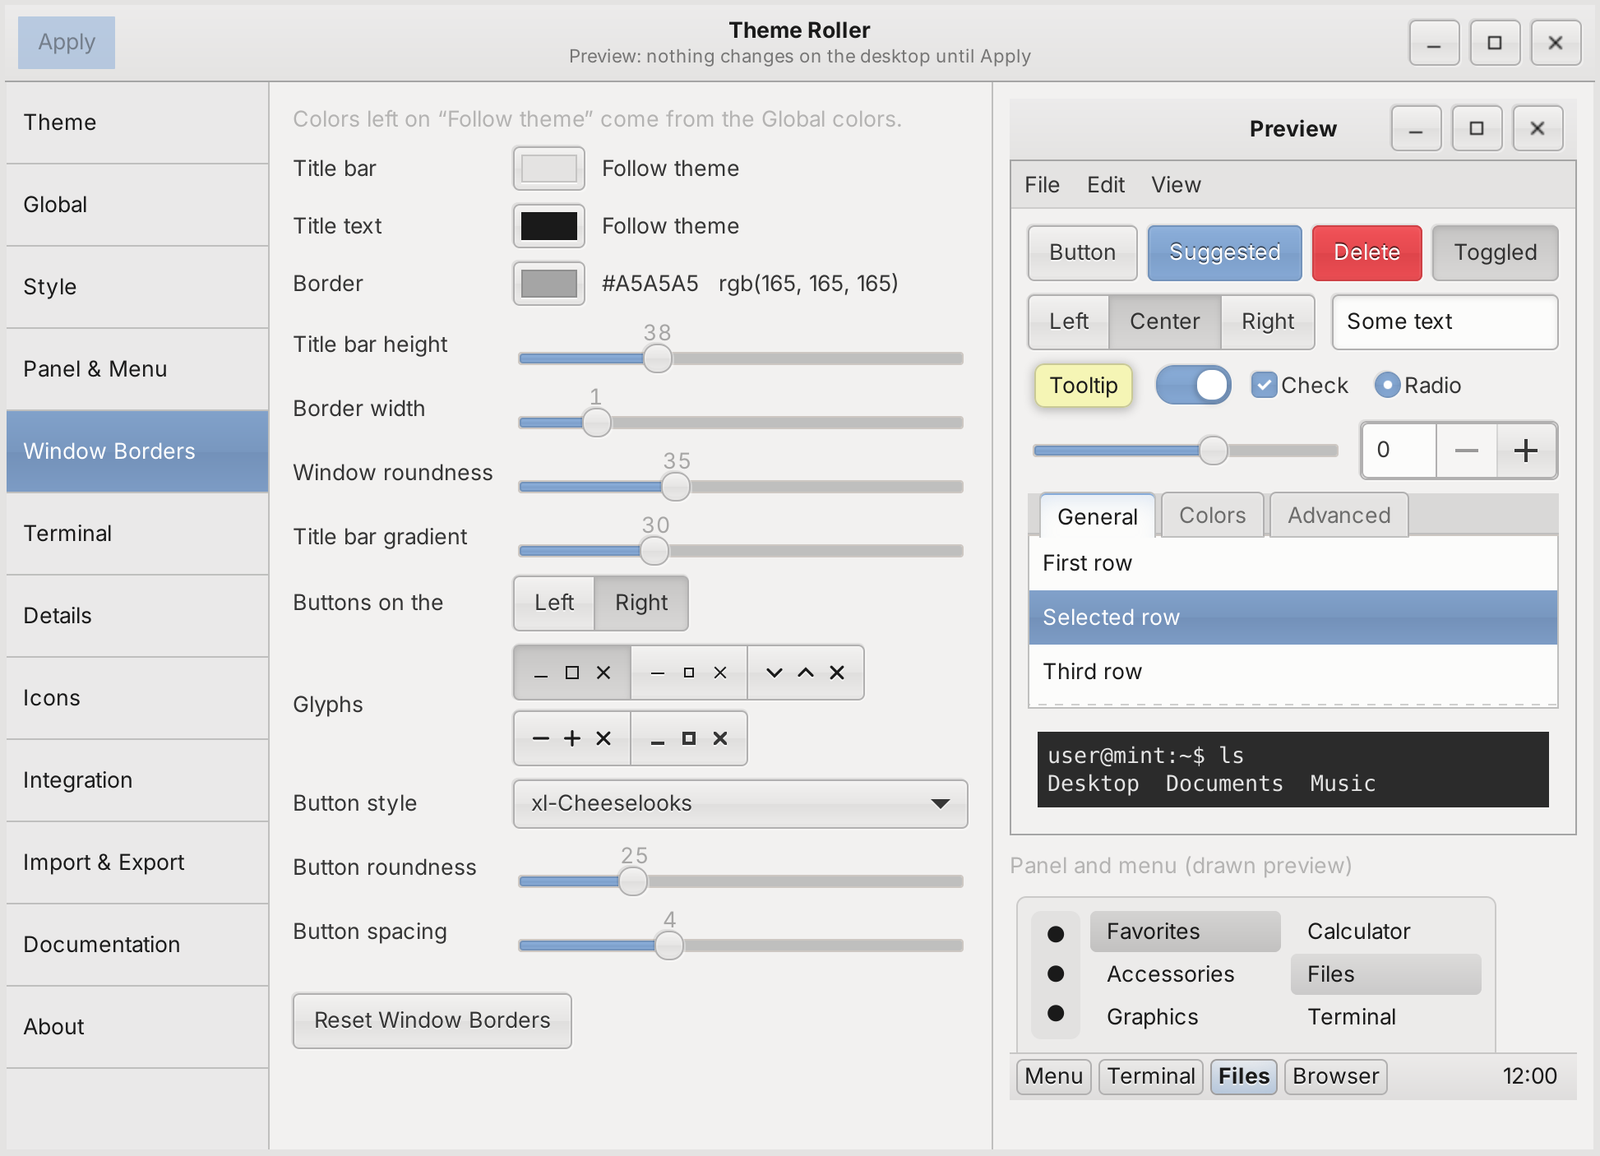 Apply
Theme Roller
Preview: nothing changes on the desktop until Apply
Theme
Global
Style
Panel & Menu
Window Borders
Terminal
Details
Icons
Integration
Import & Export
Documentation
About
Colors left on “Follow theme” come from the Global colors.
Title bar Follow theme
Title text Follow theme
Border #A5A5A5 rgb(165, 165, 165)
Title bar height 38
Border width 1
Window roundness 35
Title bar gradient 30
Buttons on the Left Right
Glyphs
Button style xl-Cheeselooks
Button roundness 25
Button spacing 4
Reset Window Borders
Preview
File Edit View
Button Suggested Delete Toggled
Left Center Right Some text
Tooltip Check Radio
0
General Colors Advanced
First row
Selected row
Third row
user@mint:~$ ls
Desktop Documents Music
Panel and menu (drawn preview)
Favorites Calculator
Accessories Files
Graphics Terminal
Menu Terminal Files Browser 12:00